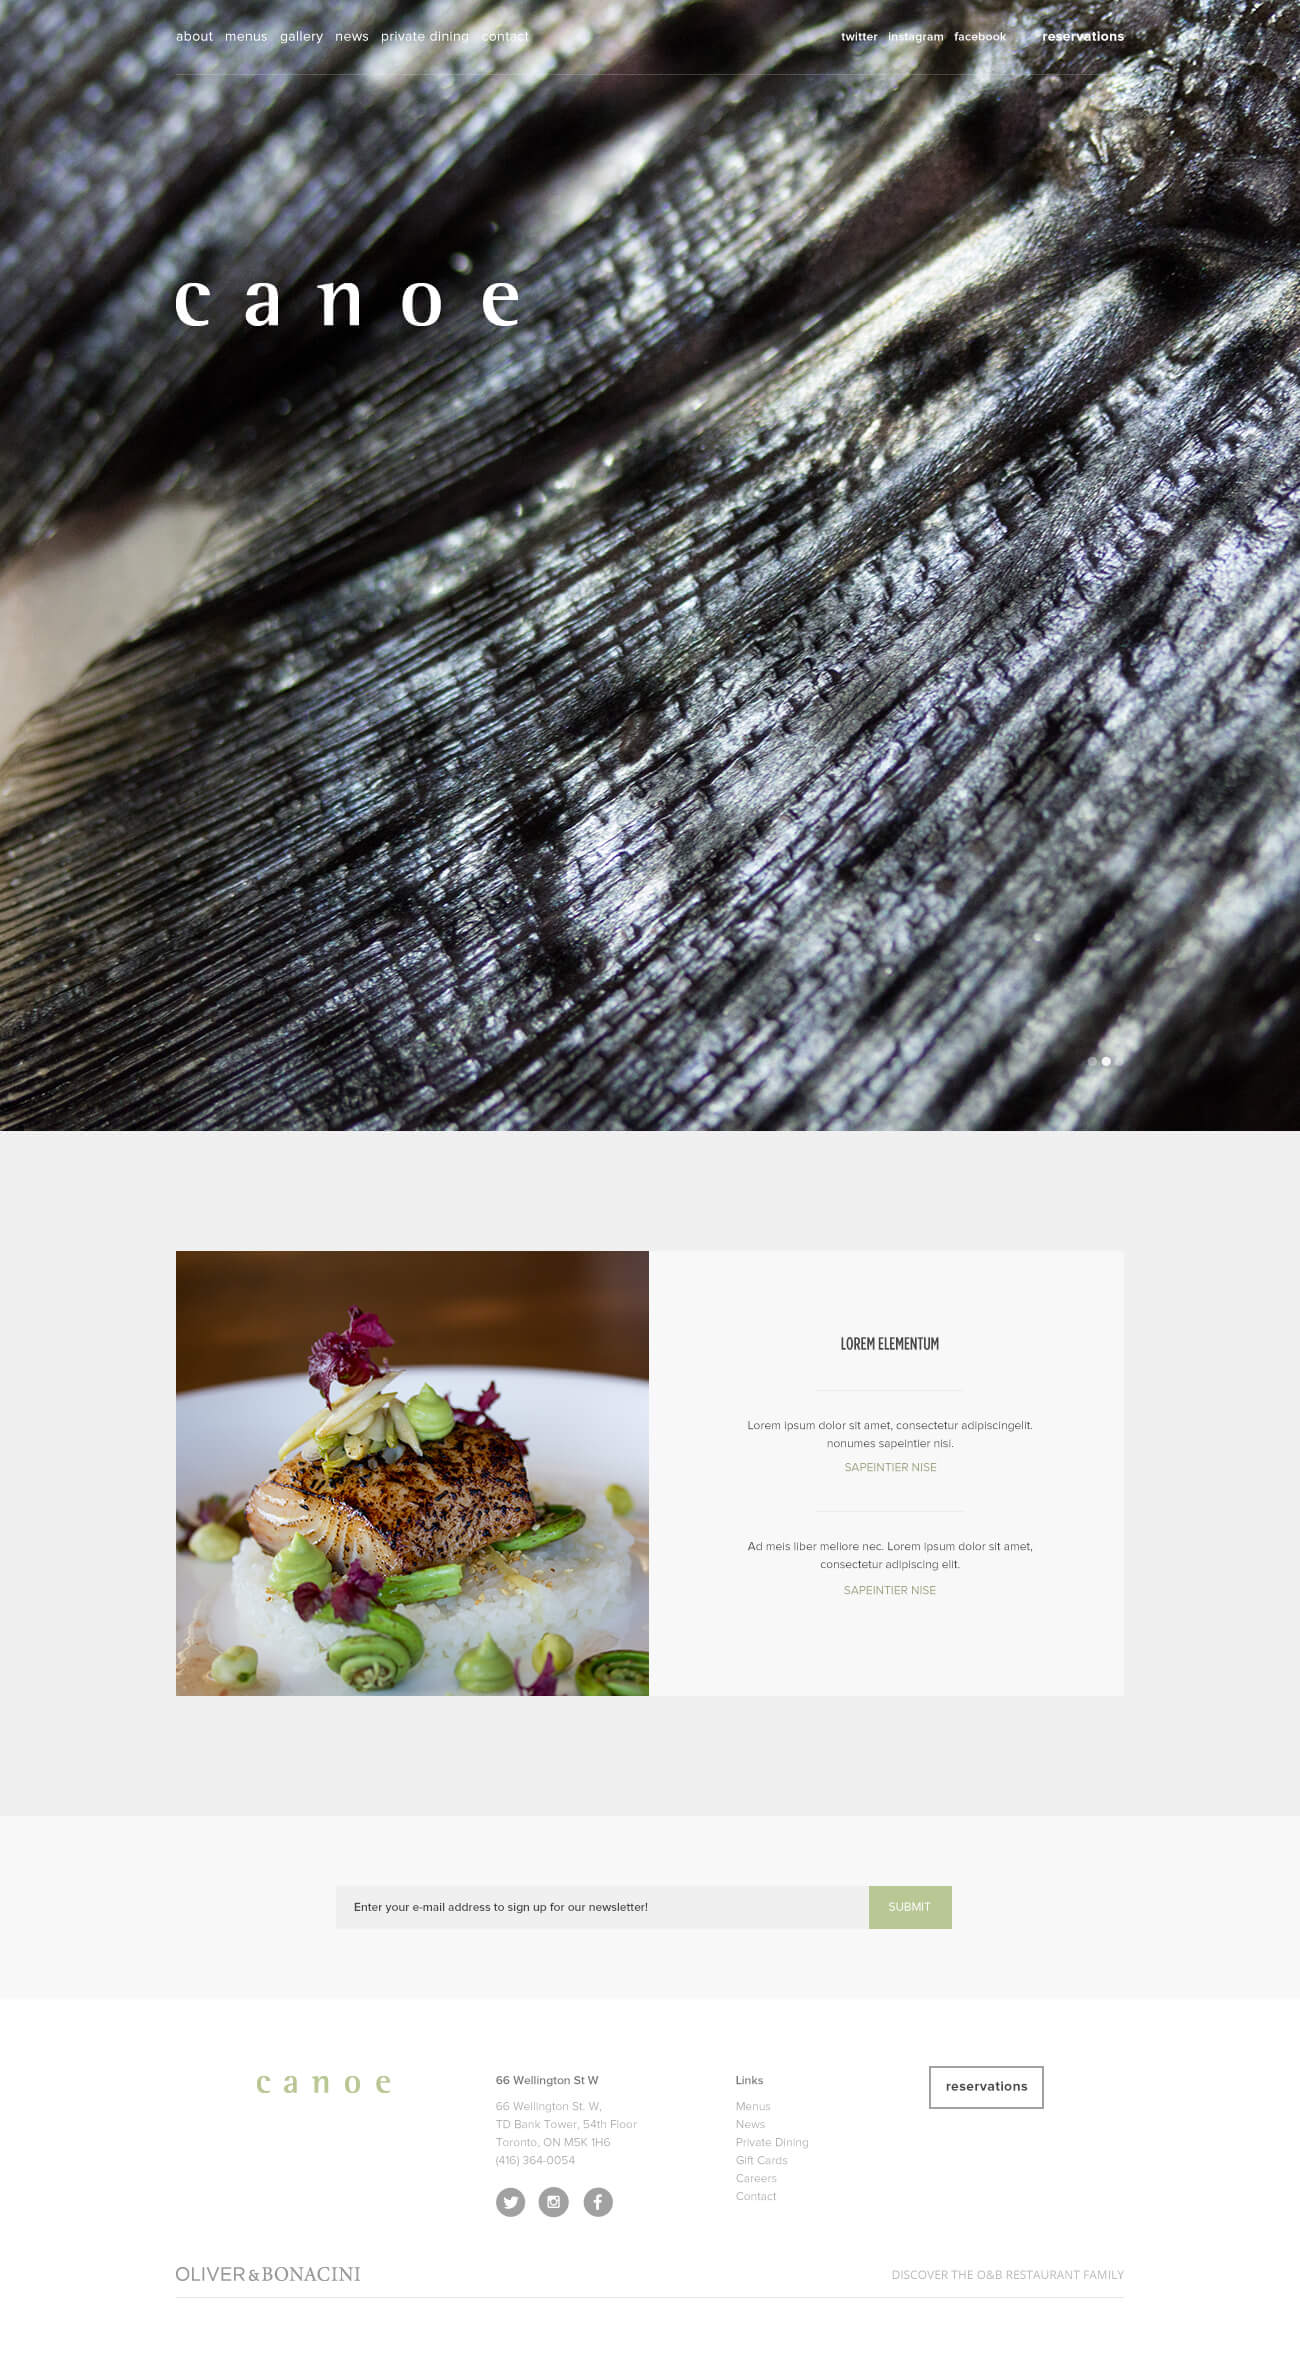 about menus gallery news private dining contact
twitter instagram facebook reservations
canoe
LOREM ELEMENTUM
Lorem ipsum dolor sit amet, consectetur adipiscingelit.
nonumes sapeintier nisi.
SAPEINTIER NISE
Ad meis liber meliore nec. Lorem ipsum dolor sit amet,
consectetur adipiscing elit.
SAPEINTIER NISE
Enter your e-mail address to sign up for our newsletter!
SUBMIT
canoe
66 Wellington St W
66 Wellington St. W,
TD Bank Tower, 54th Floor
Toronto, ON M5K 1H6
(416) 364-0054
Links
Menus
News
Private Dining
Gift Cards
Careers
Contact
reservations
OLIVER&BONACINI
DISCOVER THE O&B RESTAURANT FAMILY